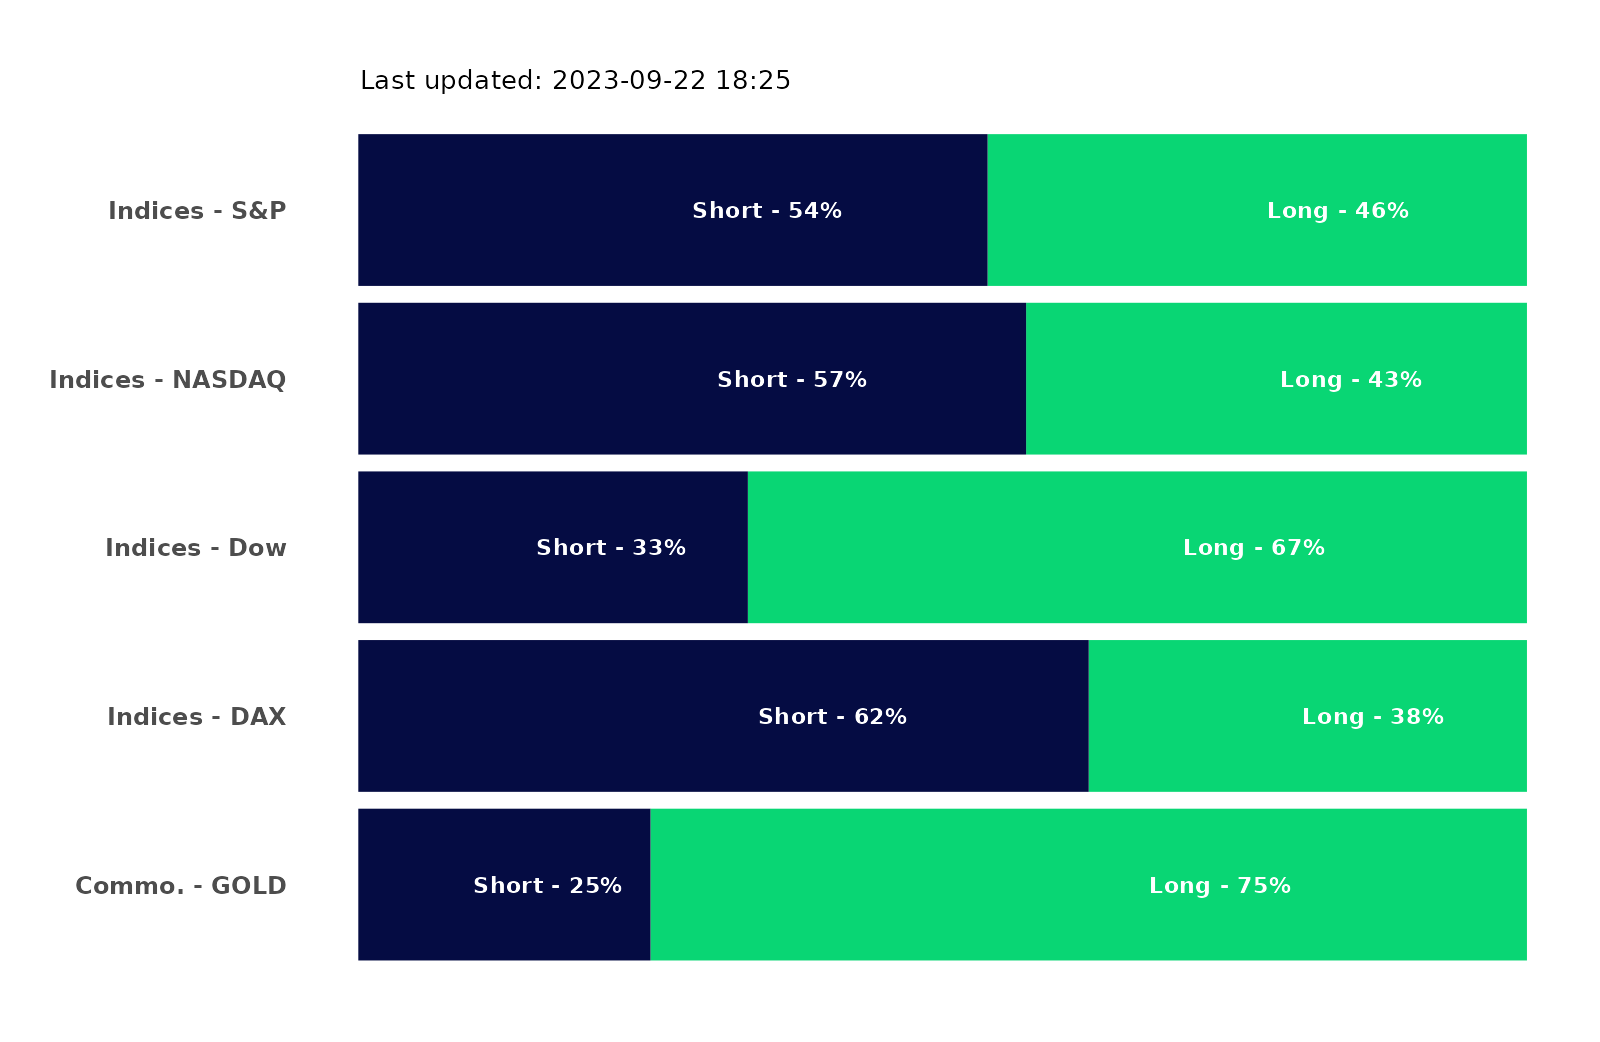 Last updated: 2023-09-22 18:25
Indices - S&P
Short - 54%
Long - 46%
Indices - NASDAQ
Short - 57%
Long - 43%
Indices - Dow
Short - 33%
Long - 67%
Indices - DAX
Short - 62%
Long - 38%
Commo. - GOLD
Short - 25%
Long - 75%